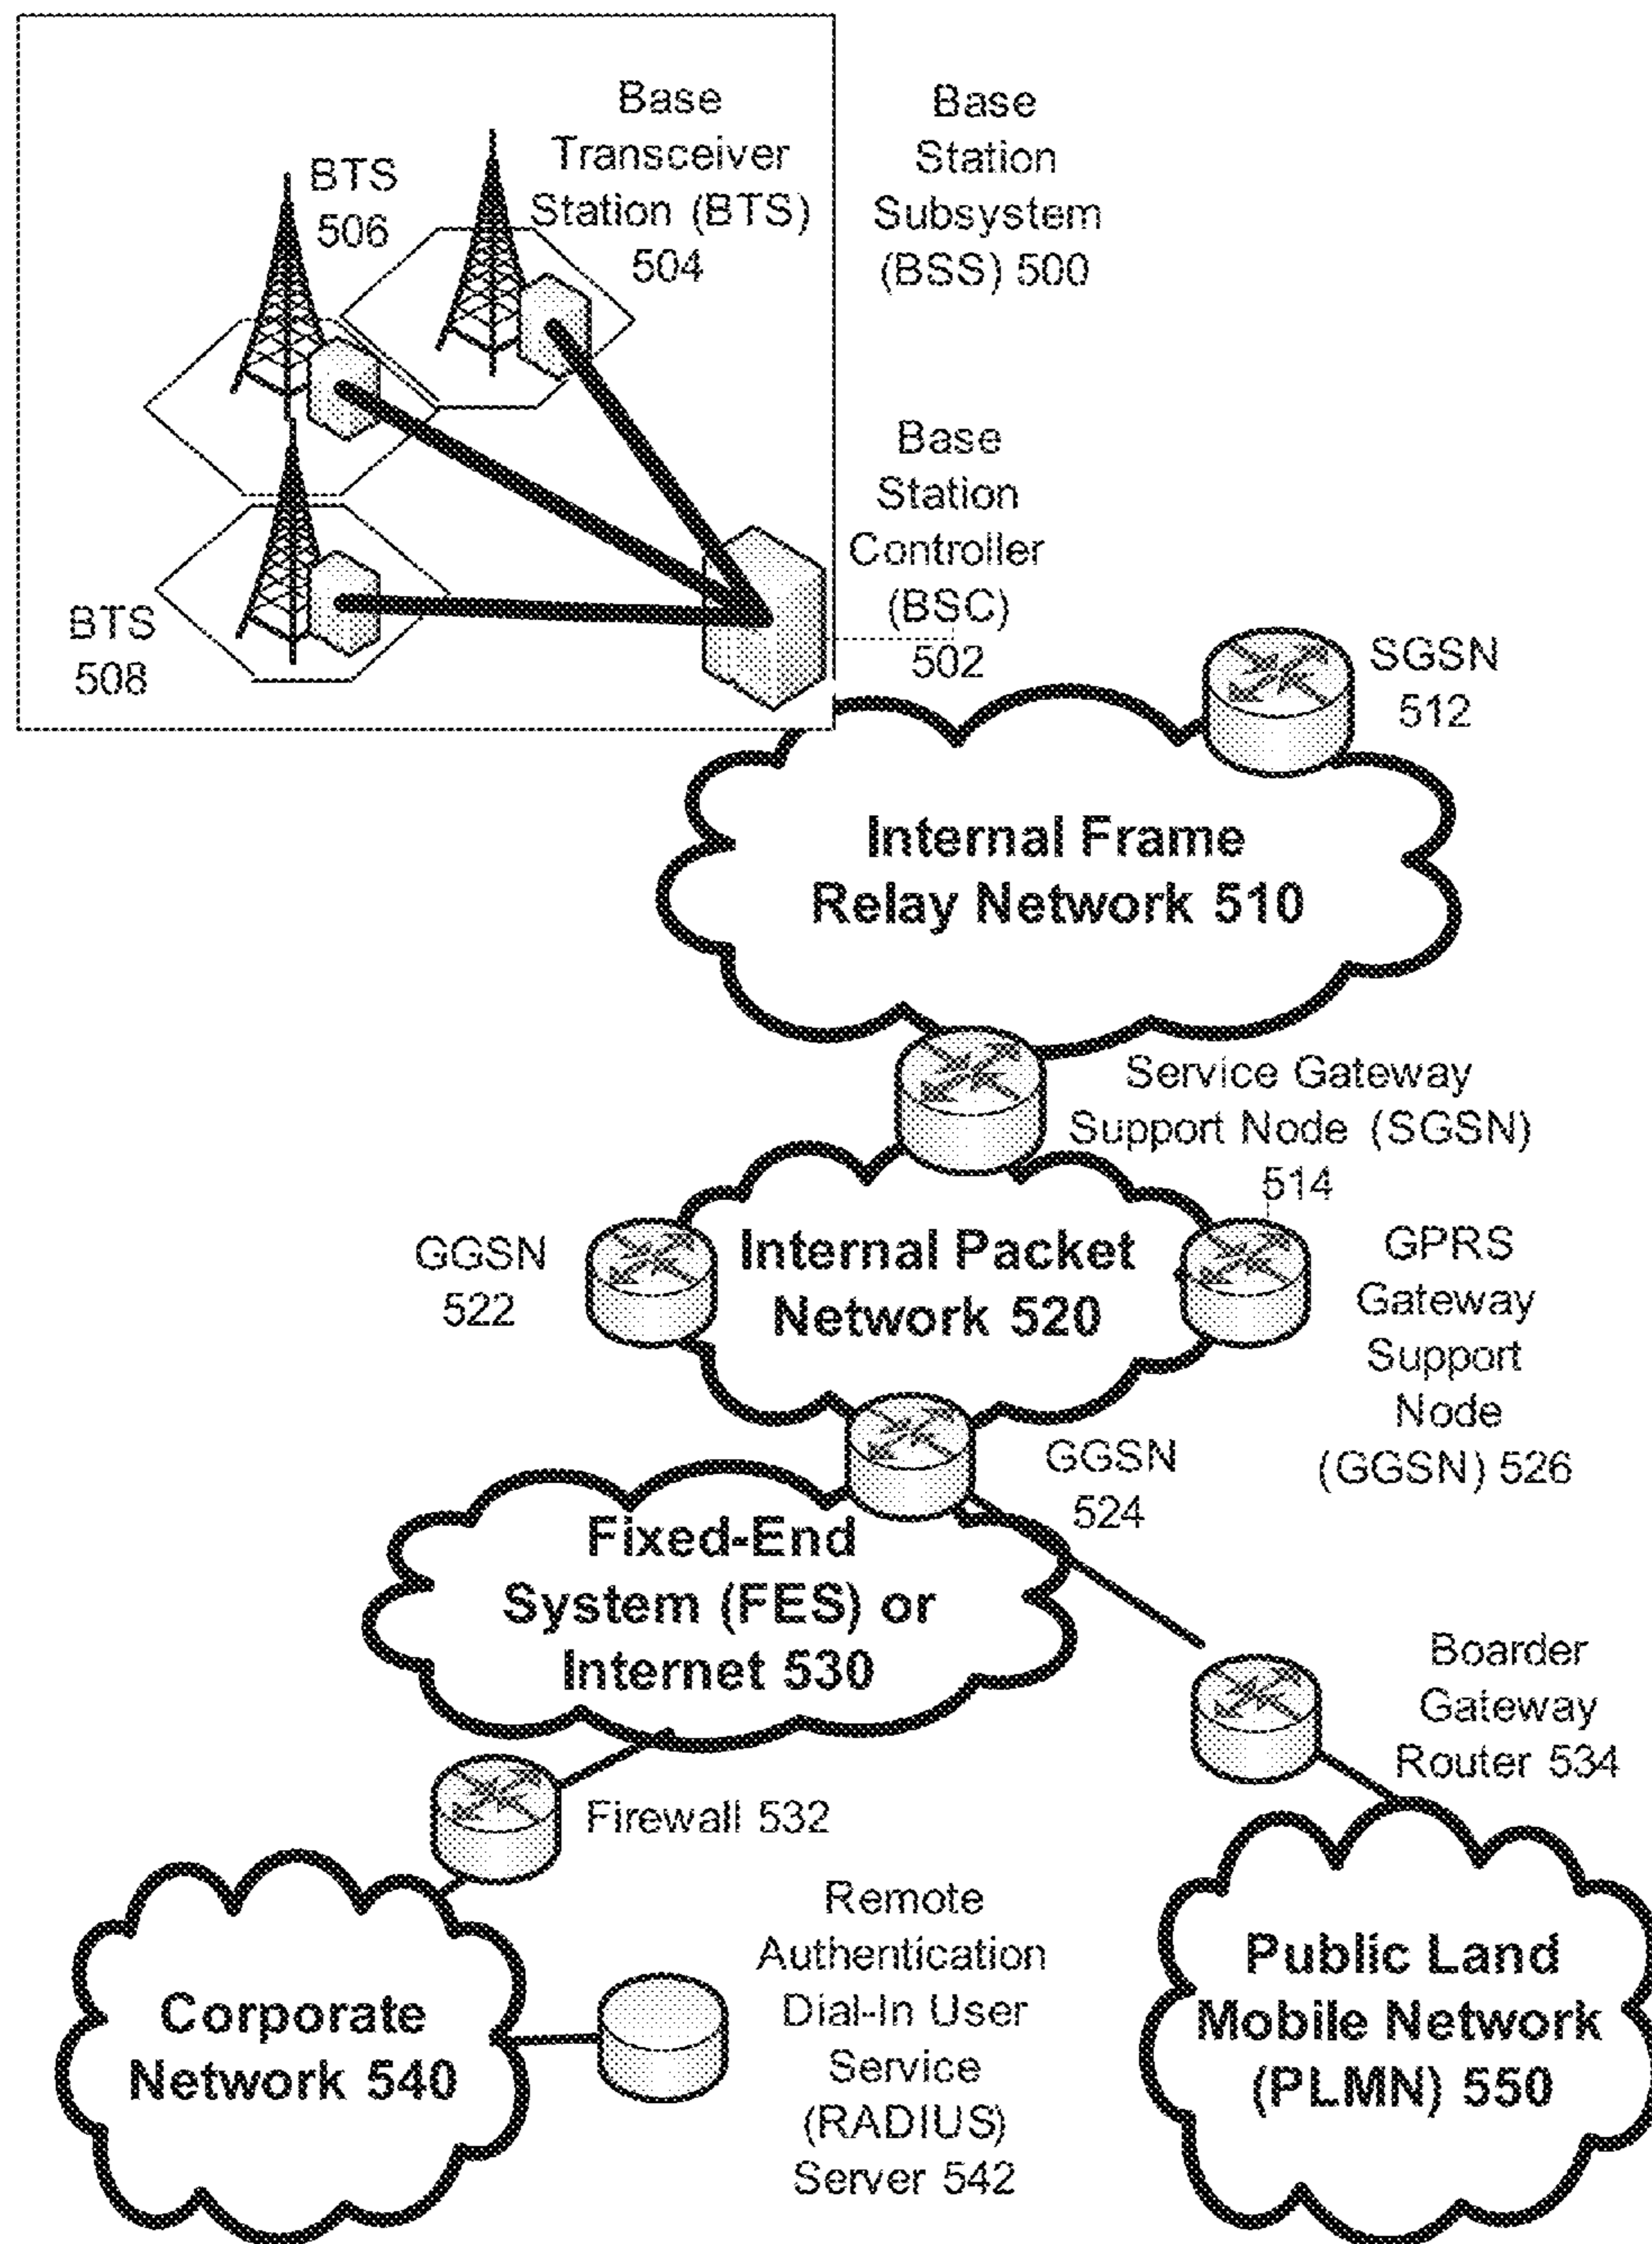 Base
Transceiver
Station (BTS)
504
BTS
506
BTS
508
Base
Station
Subsystem
(BSS) 500
Base
Station
Controller
(BSC)
502
SGSN
512
Internal Frame
Relay Network 510
Service Gateway
Support Node (SGSN)
514
GGSN
522
Internal Packet
Network 520
GPRS
Gateway
Support
Node
(GGSN) 526
GGSN
524
Fixed-End
System (FES) or
Internet 530
Boarder
Gateway
Router 534
Firewall 532
Remote
Authentication
Dial-In User
Service
(RADIUS)
Server 542
Corporate
Network 540
Public Land
Mobile Network
(PLMN) 550